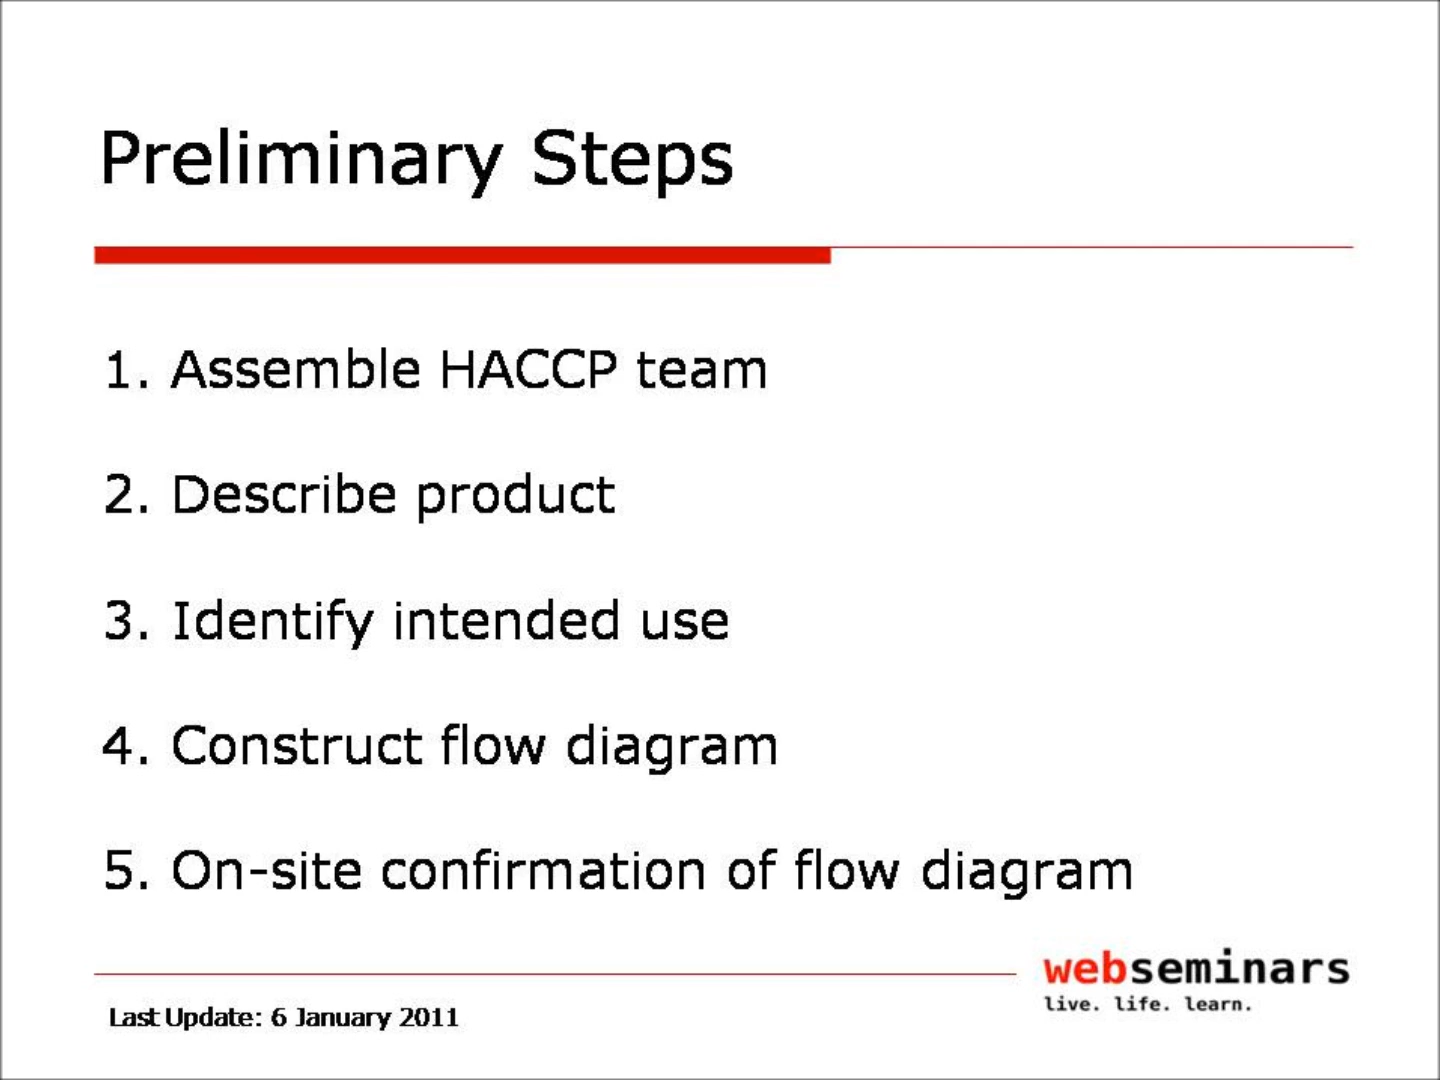 Preliminary Steps
1. Assemble HACCP team
2. Describe product
3. Identify intended use
4. Construct flow diagram
5. On-site confirmation of flow diagram
webseminars
live. life. learn.
Last Update: 6 January 2011